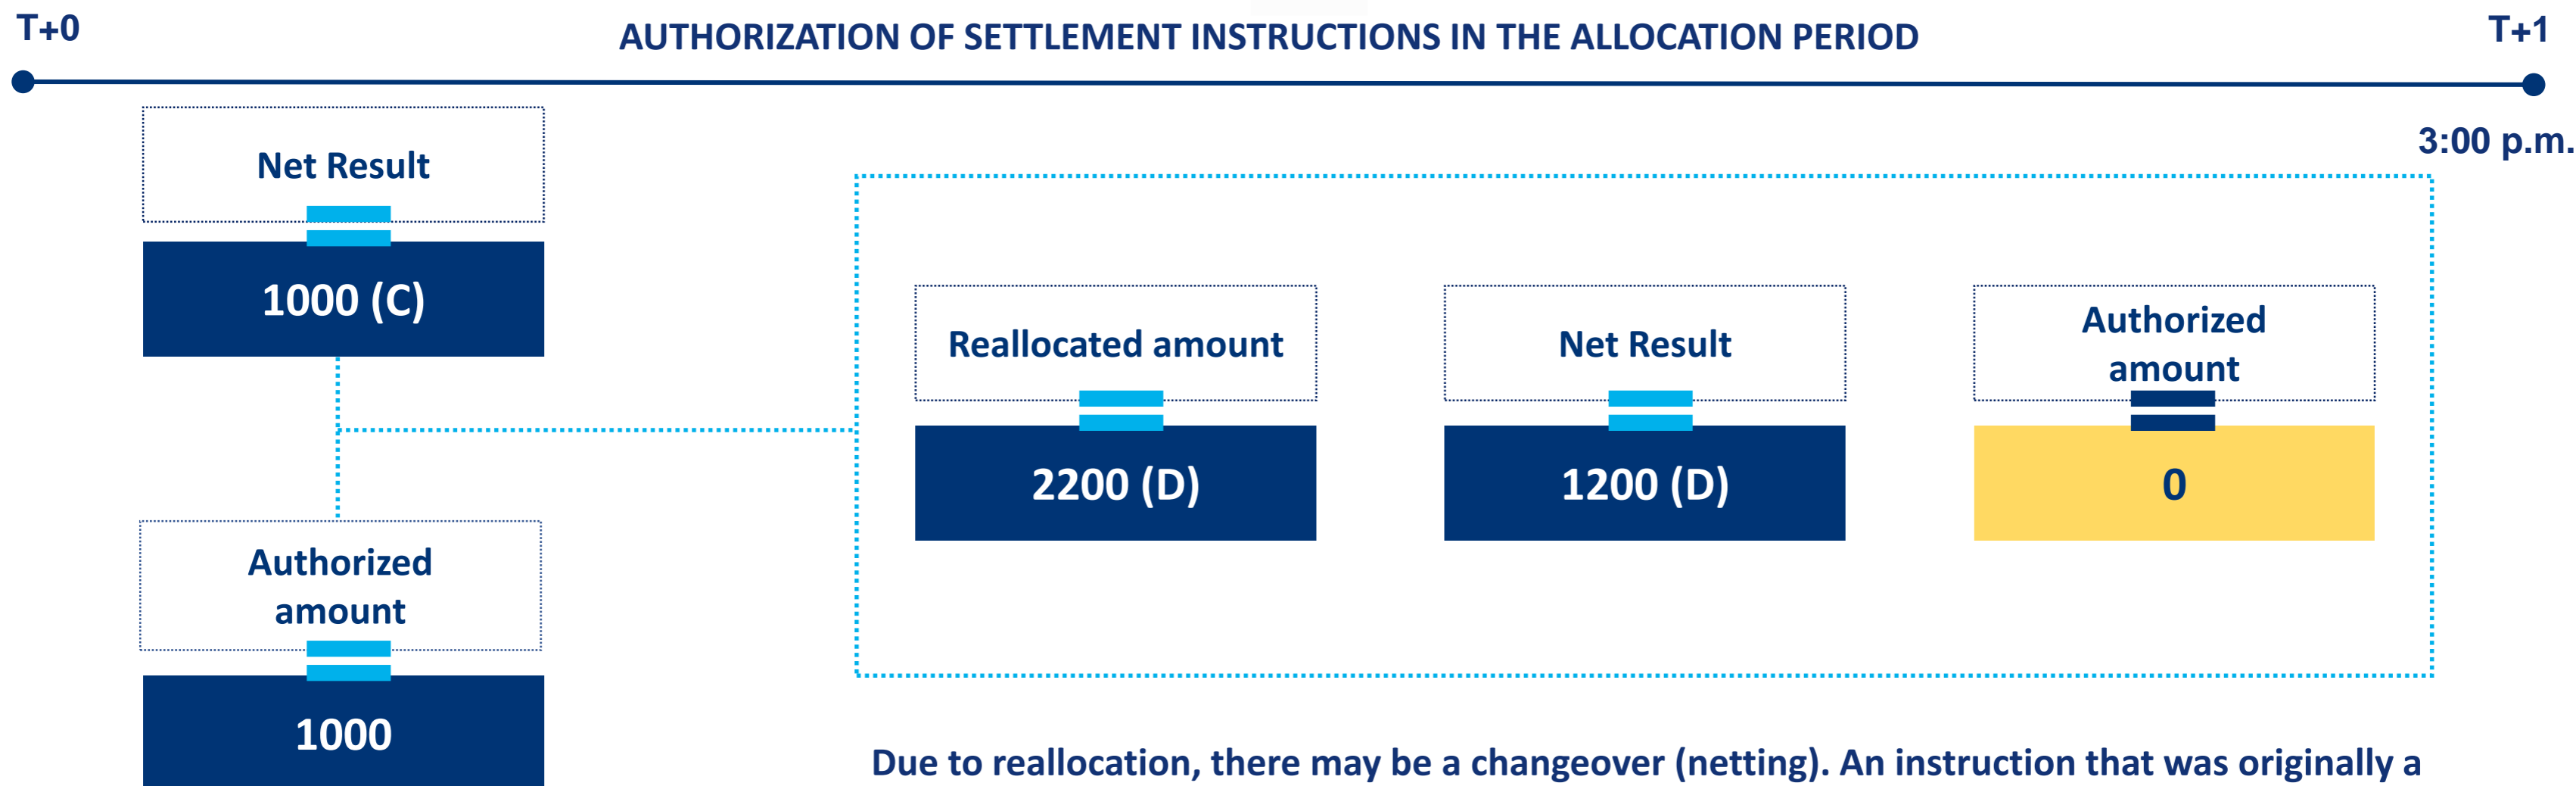 T+0
AUTHORIZATION OF SETTLEMENT INSTRUCTIONS IN THE ALLOCATION PERIOD
T+1
3:00 p.m.
Net Result
1000 (C)
Authorized
amount
1000
Reallocated amount
2200 (D)
Net Result
1200 (D)
Authorized
amount
0
Due to reallocation, there may be a changeover (netting). An instruction that was originally a